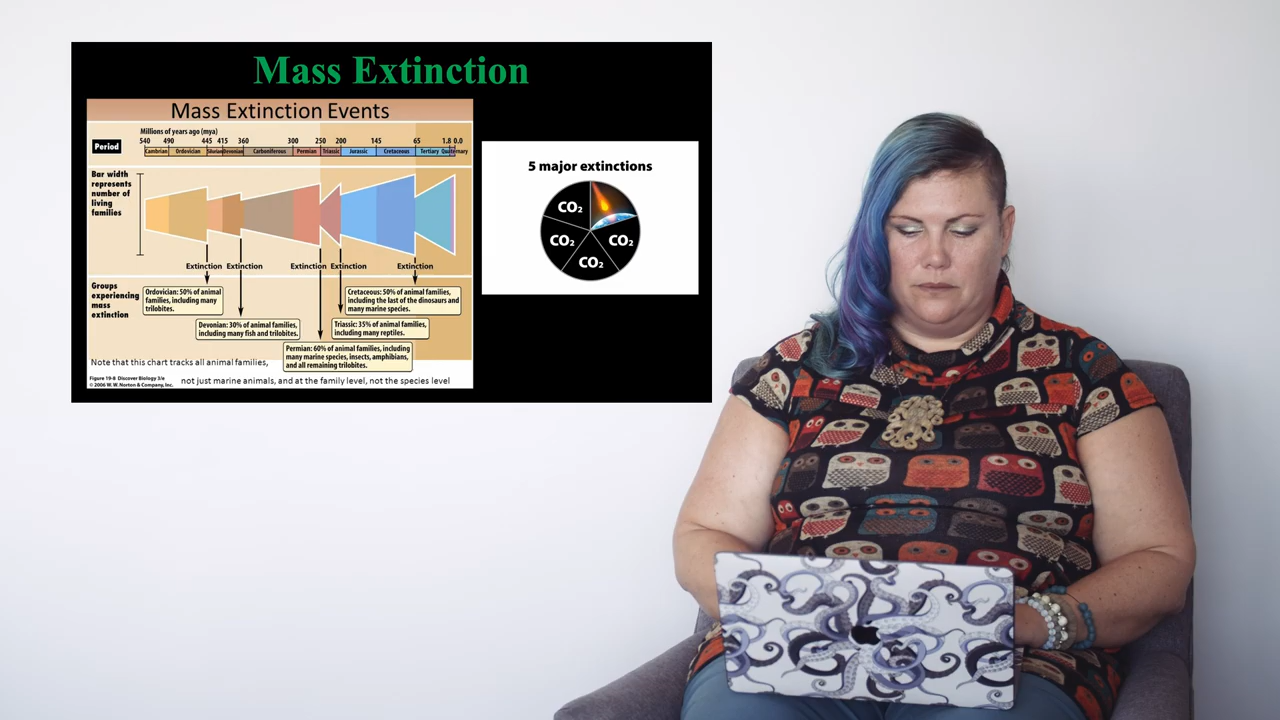 Mass Extinction
Mass Extinction Events
Millions of years ago (mya)
540 490 445 415 360 300 250 200 145 65 1.8 0.0
Period
Cambrian Ordovician Silurian Devonian Carboniferous Permian Triassic Jurassic Cretaceous Tertiary Quaternary
Bar width
represents
number of
living
families
Extinction Extinction Extinction Extinction Extinction
Groups
experiencing
mass
extinction
Ordovician: 50% of animal
families, including many
trilobites.
Cretaceous: 50% of animal families,
including the last of the dinosaurs and
many marine species.
Devonian: 30% of animal families,
including many fish and trilobites.
Triassic: 35% of animal families,
including many reptiles.
Permian: 60% of animal families, including
many marine species, insects, amphibians,
and all remaining trilobites.
Note that this chart tracks all animal families,
not just marine animals, and at the family level, not the species level
Figure 19-8 Discover Biology 3/e
© 2006 W. W. Norton & Company, Inc.
5 major extinctions
CO₂
CO₂
CO₂
CO₂